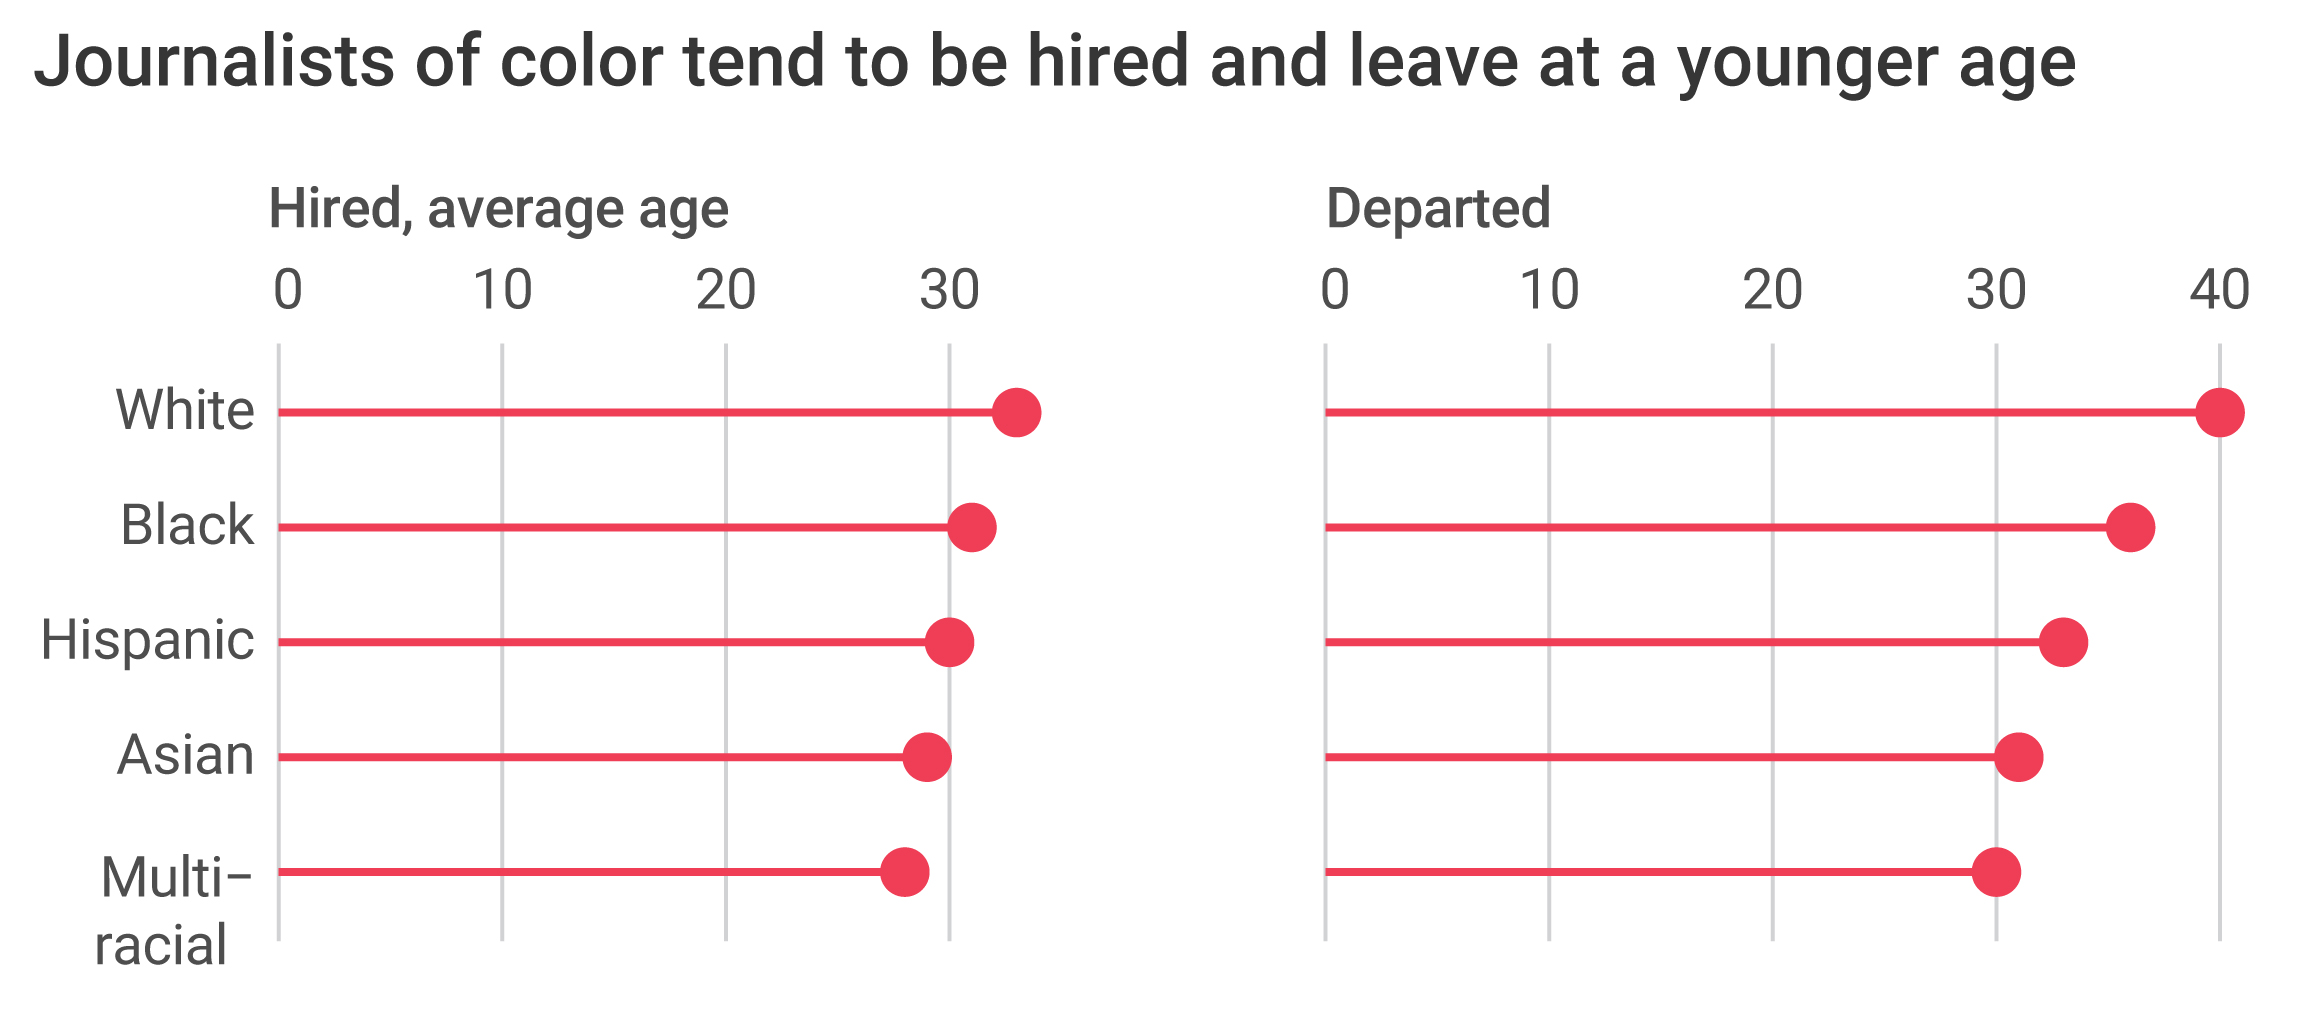 Journalists of color tend to be hired and leave at a younger age
Hired, average age
0 10 20 30
Departed
0 10 20 30 40
White
Black
Hispanic
Asian
Multi–
racial